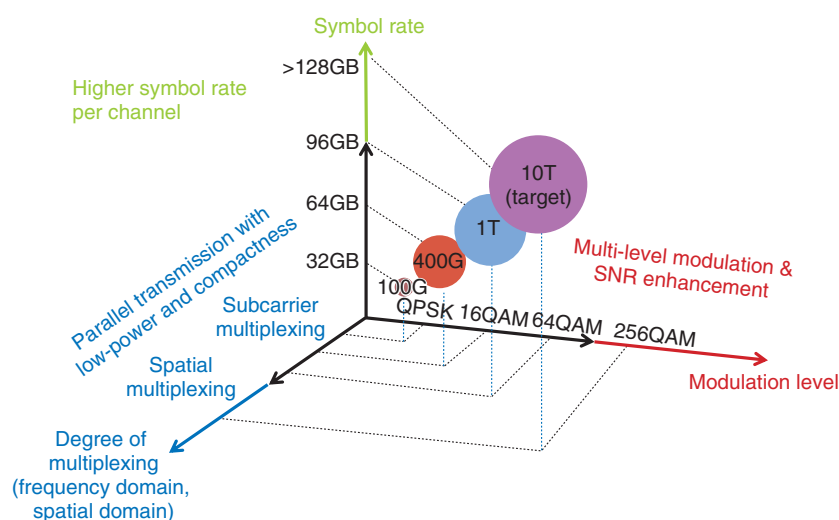 Symbol rate
>128GB
Higher symbol rate
per channel
96GB
10T
(target)
64GB
1T
Parallel transmission with
low-power and compactness
Multi-level modulation &
SNR enhancement
32GB
400G
100G
QPSK 16QAM 64QAM 256QAM
Subcarrier
multiplexing
Spatial
multiplexing
Modulation level
Degree of
multiplexing
(frequency domain,
spatial domain)